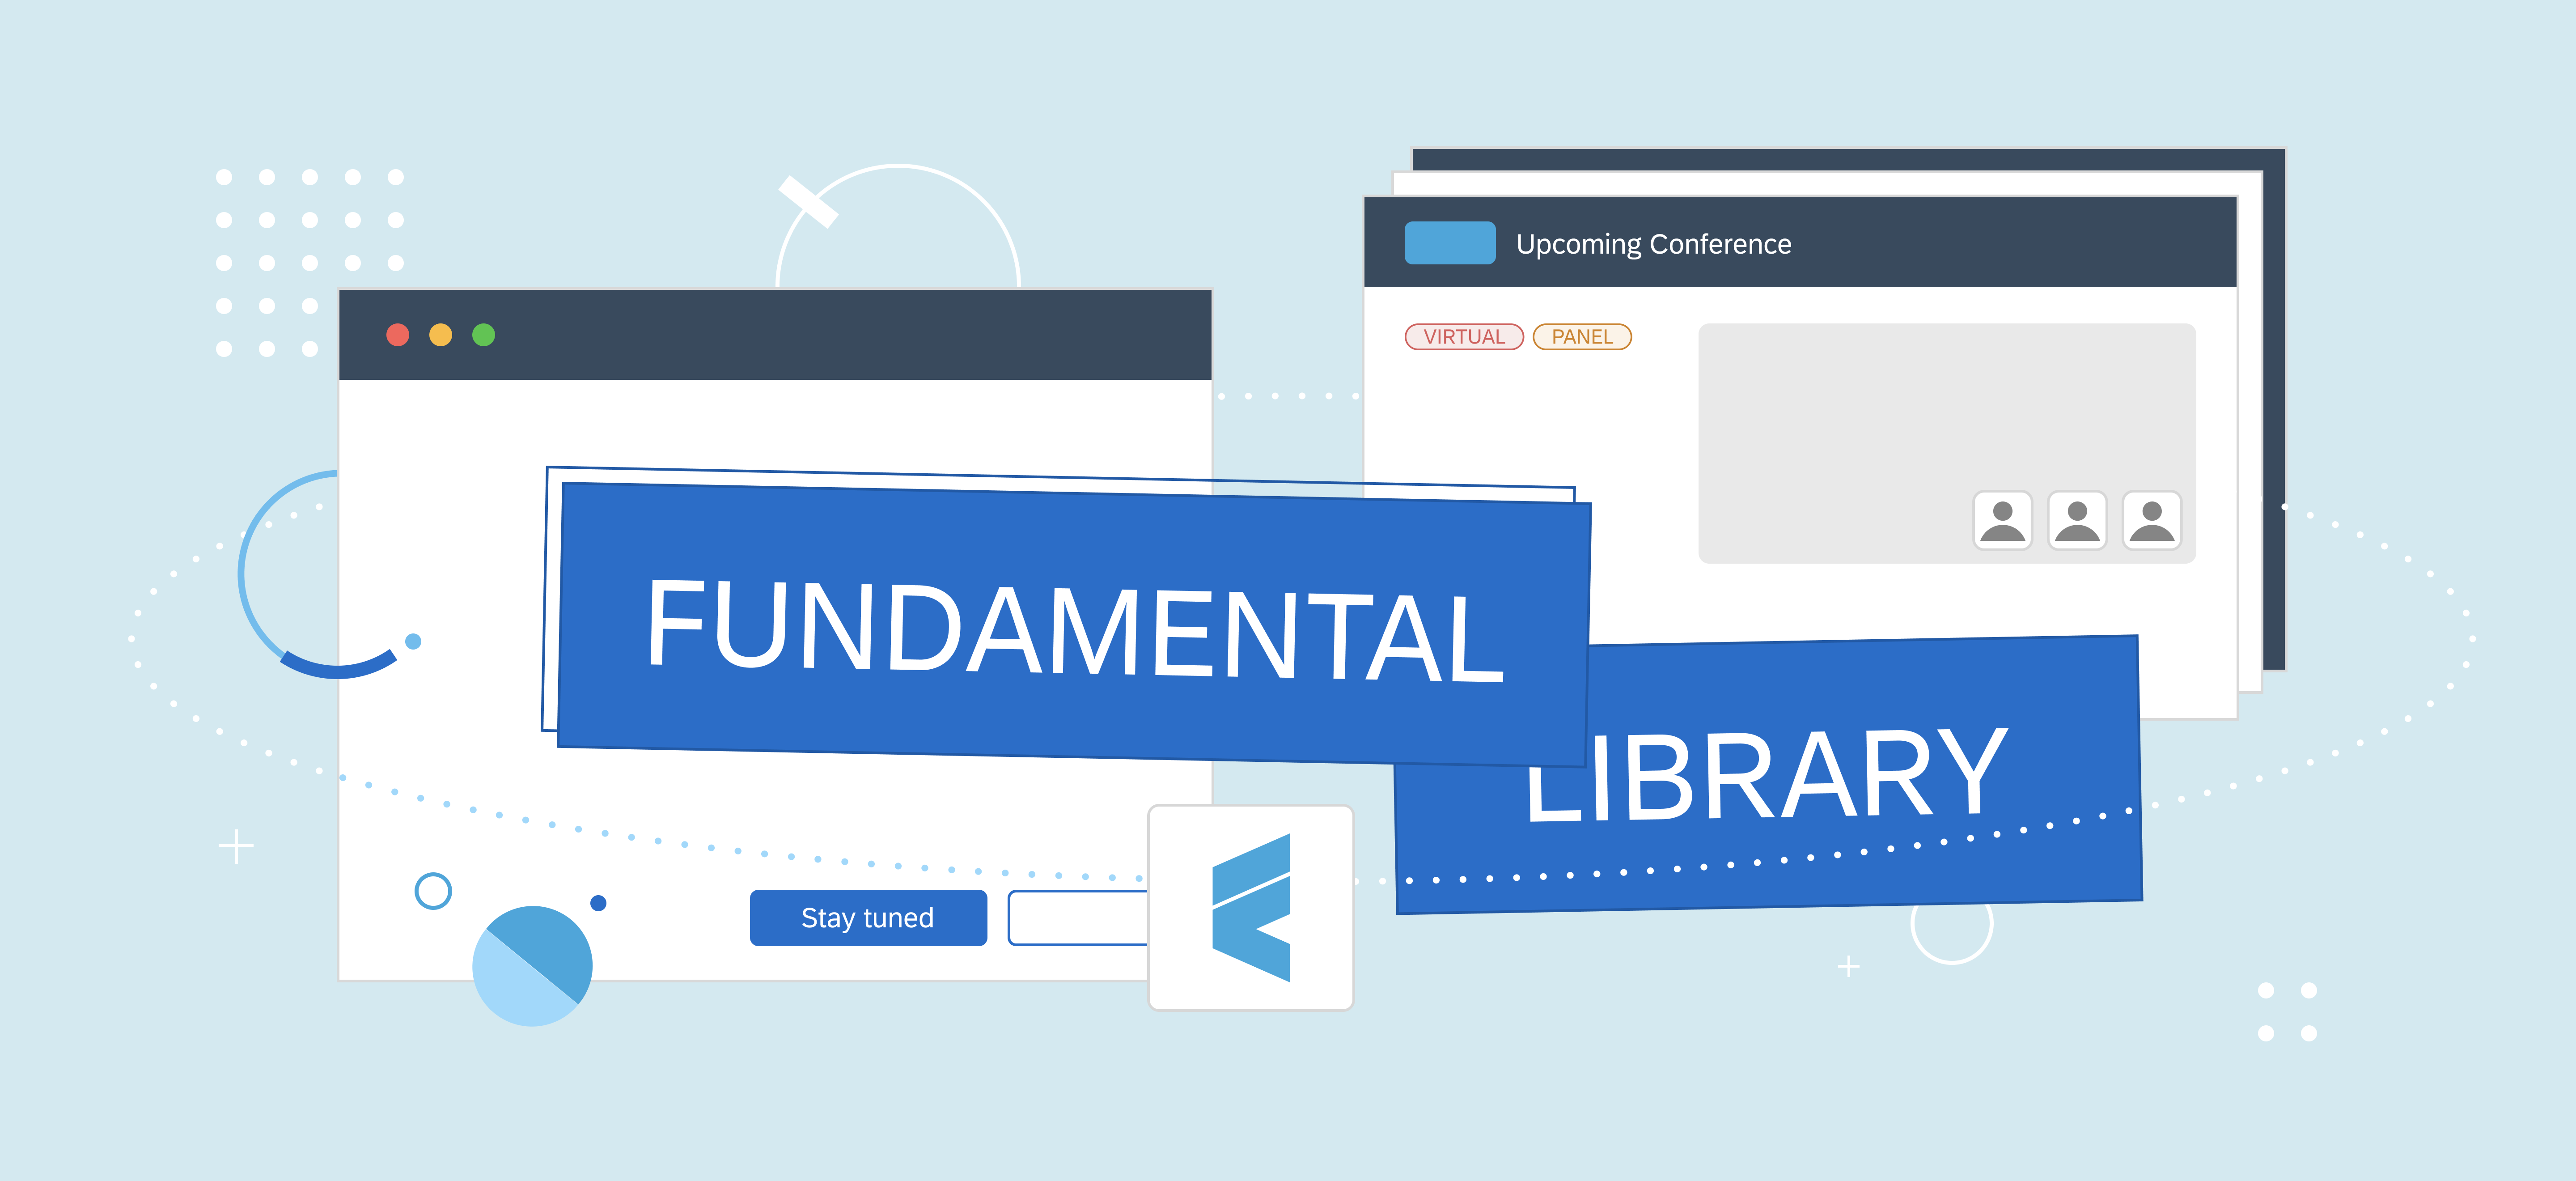 Upcoming Conference
VIRTUAL
PANEL
FUNDAMENTAL
LIBRARY
Stay tuned